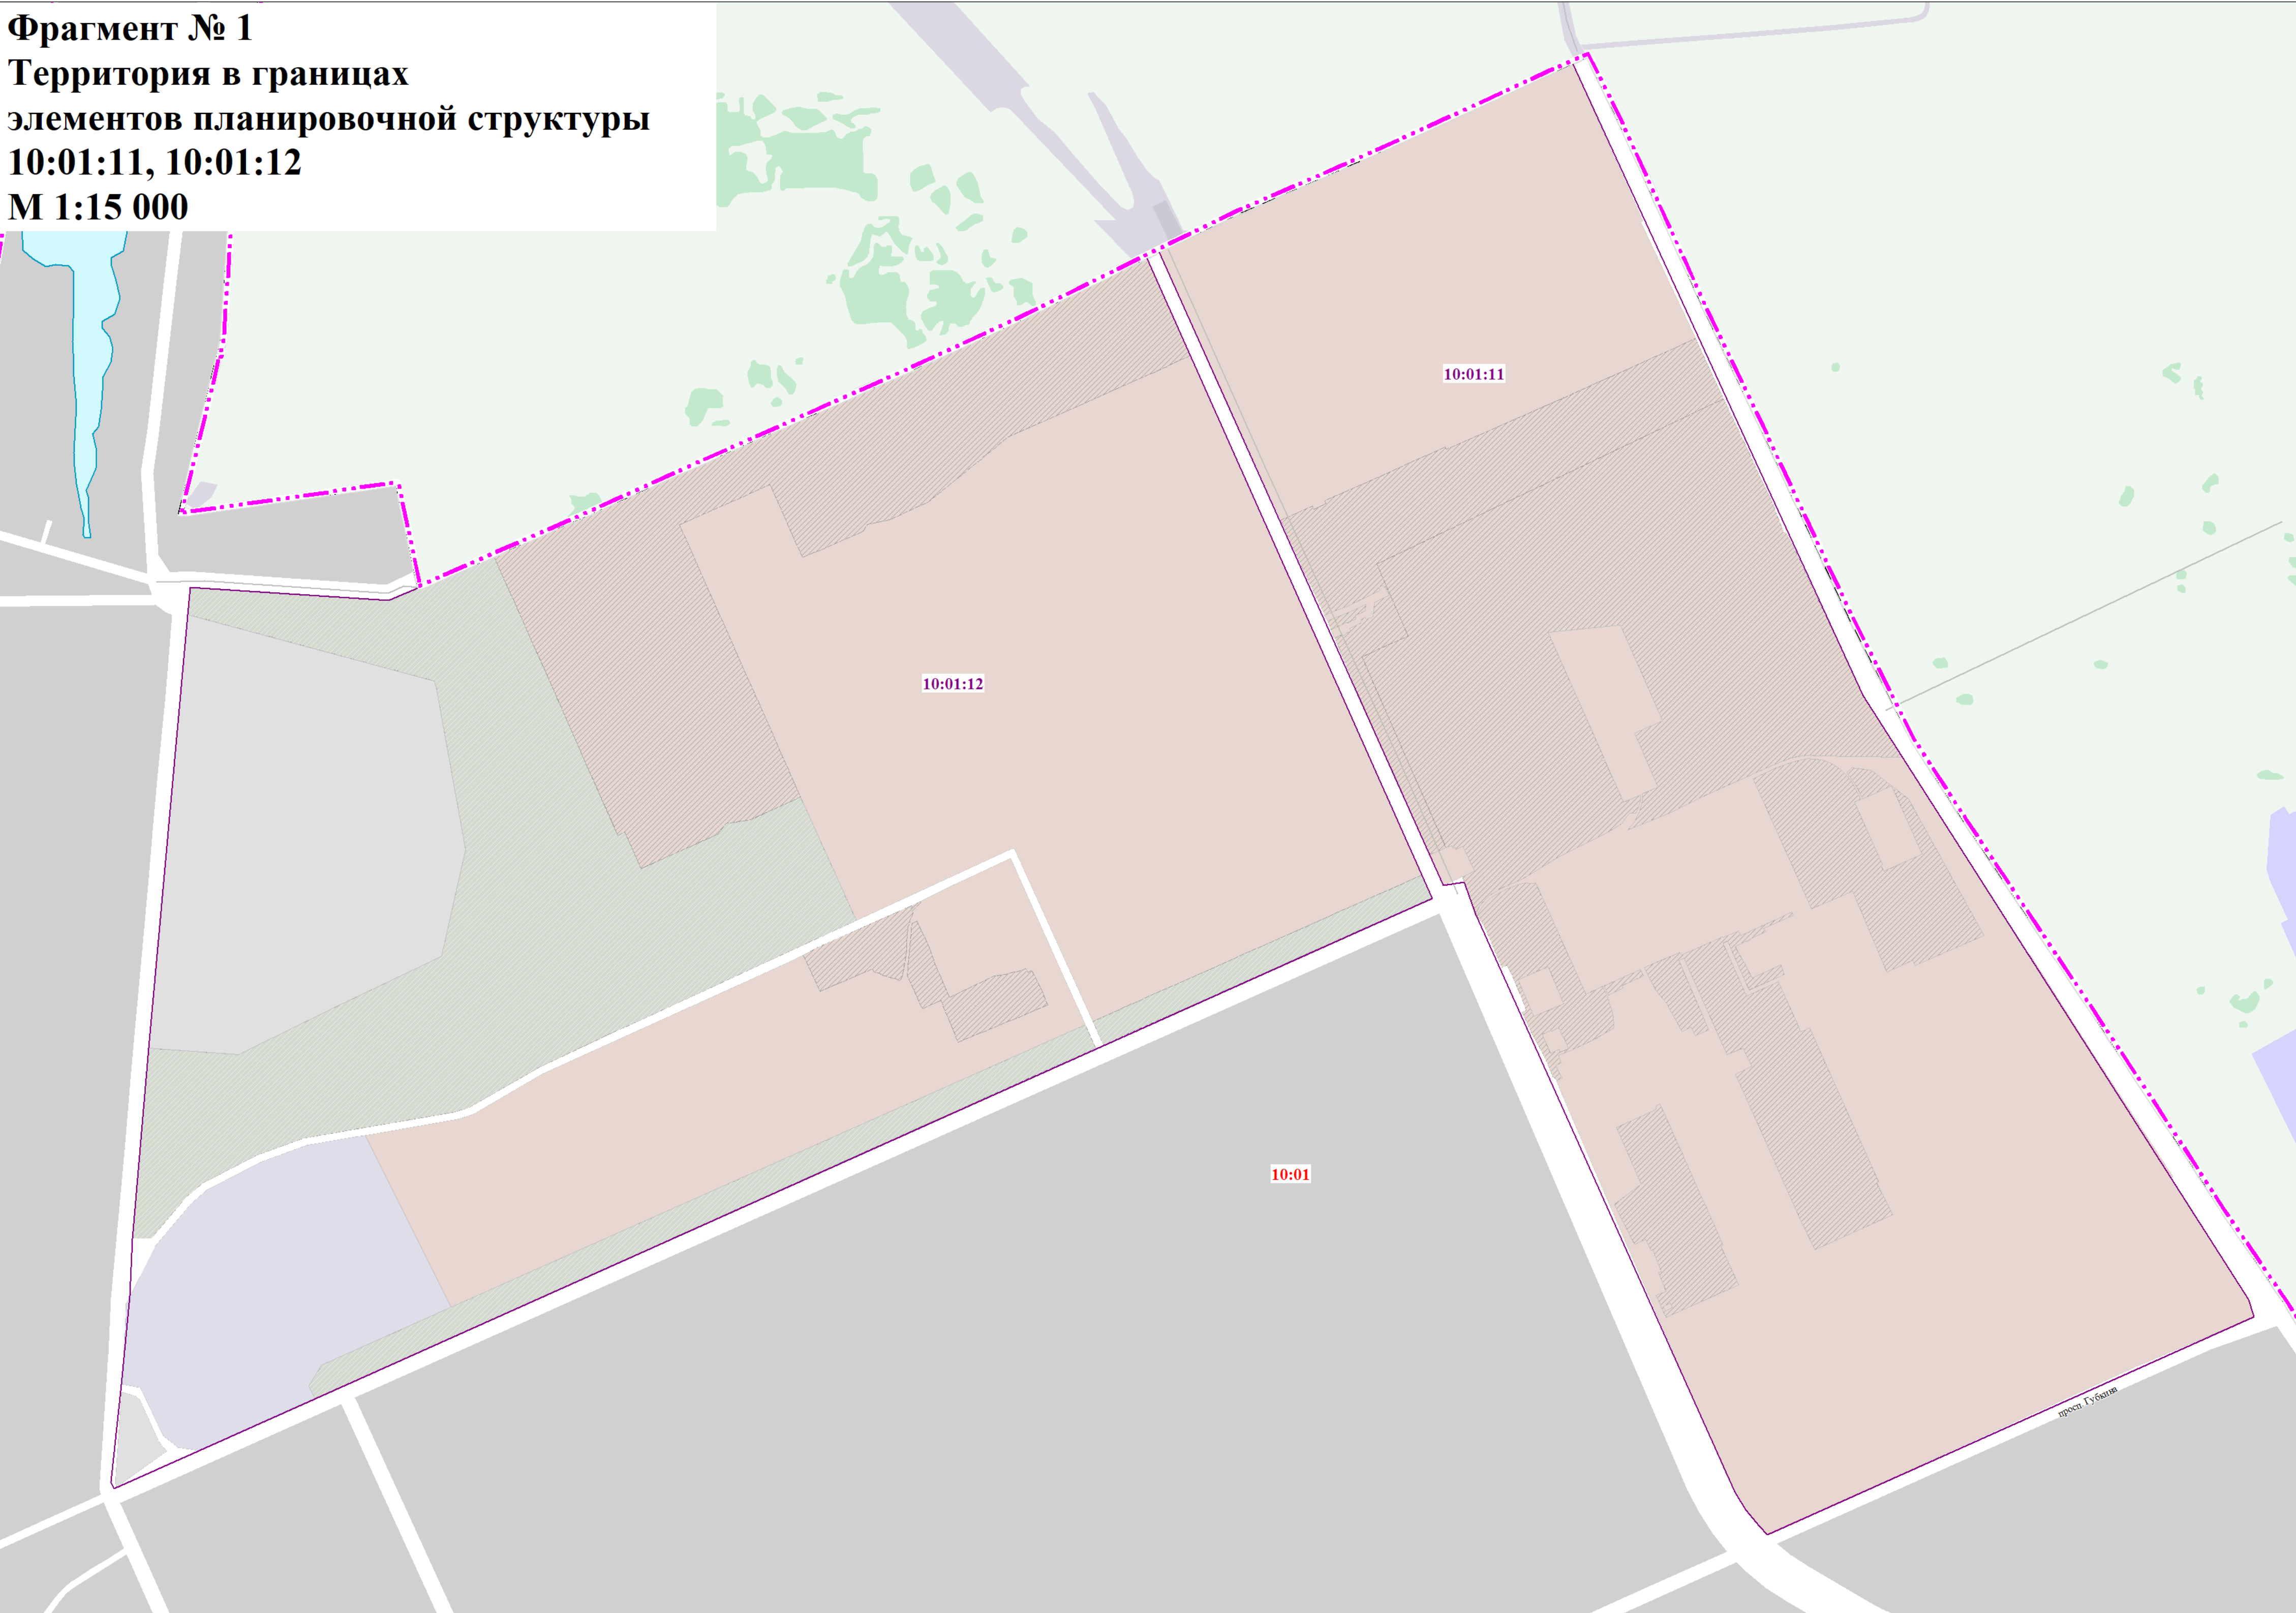 Фрагмент № 1
Территория в границах
элементов планировочной структуры
10:01:11, 10:01:12
М 1:15 000
10:01:11
10:01:12
10:01
просп. Губкина